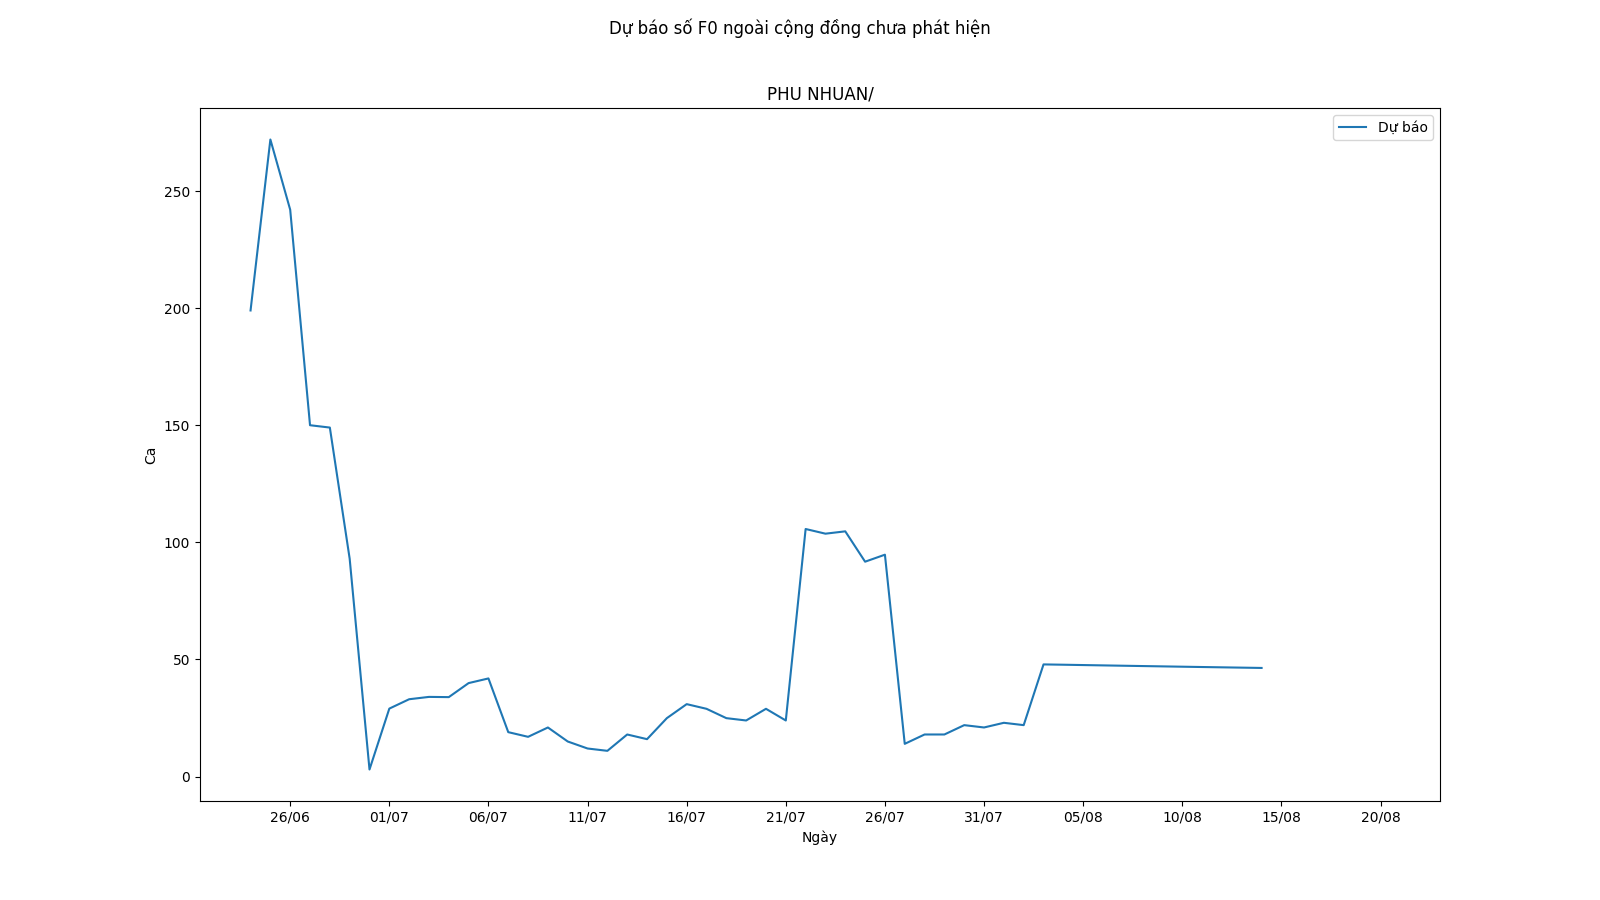 Dự báo số F0 ngoài cộng đồng chưa phát hiện
PHU NHUAN/
Dự báo
250
200
150
100
50
0
Ca
26/06 01/07 06/07 11/07 16/07 21/07 26/07 31/07 05/08 10/08 15/08 20/08
Ngày